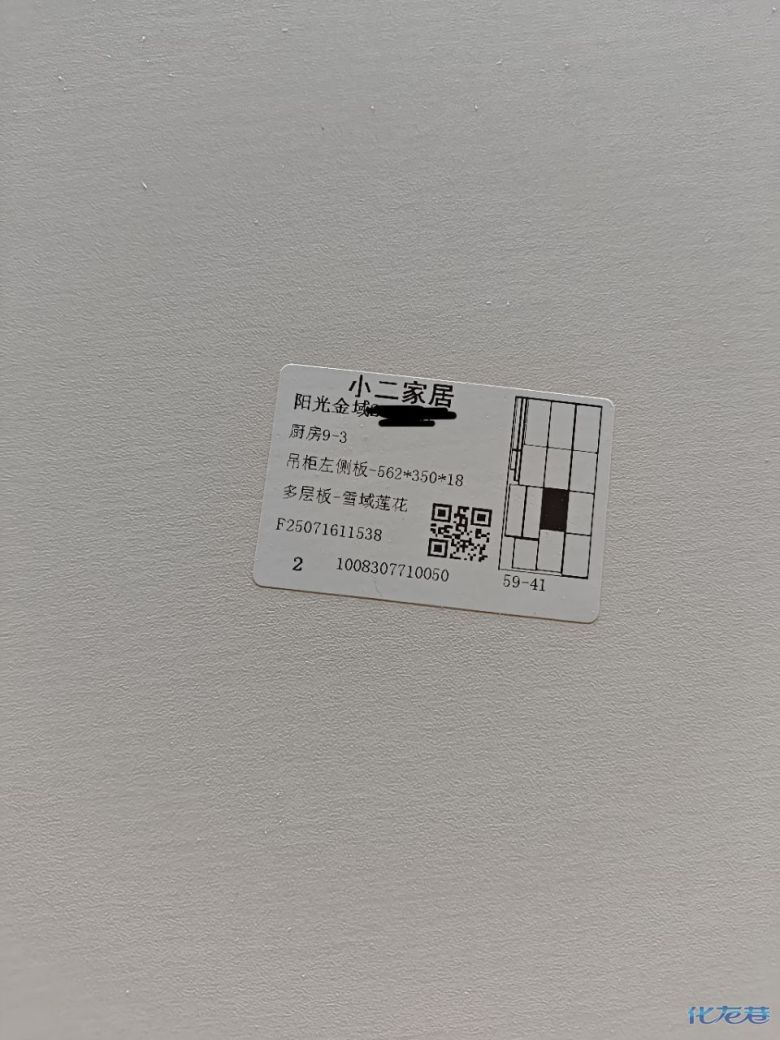 小二家居
阳光金域
厨房9-3
吊柜左侧板-562*350*18
多层板-雪域莲花
F25071611538
2 1008307710050
59-41
化龙巷